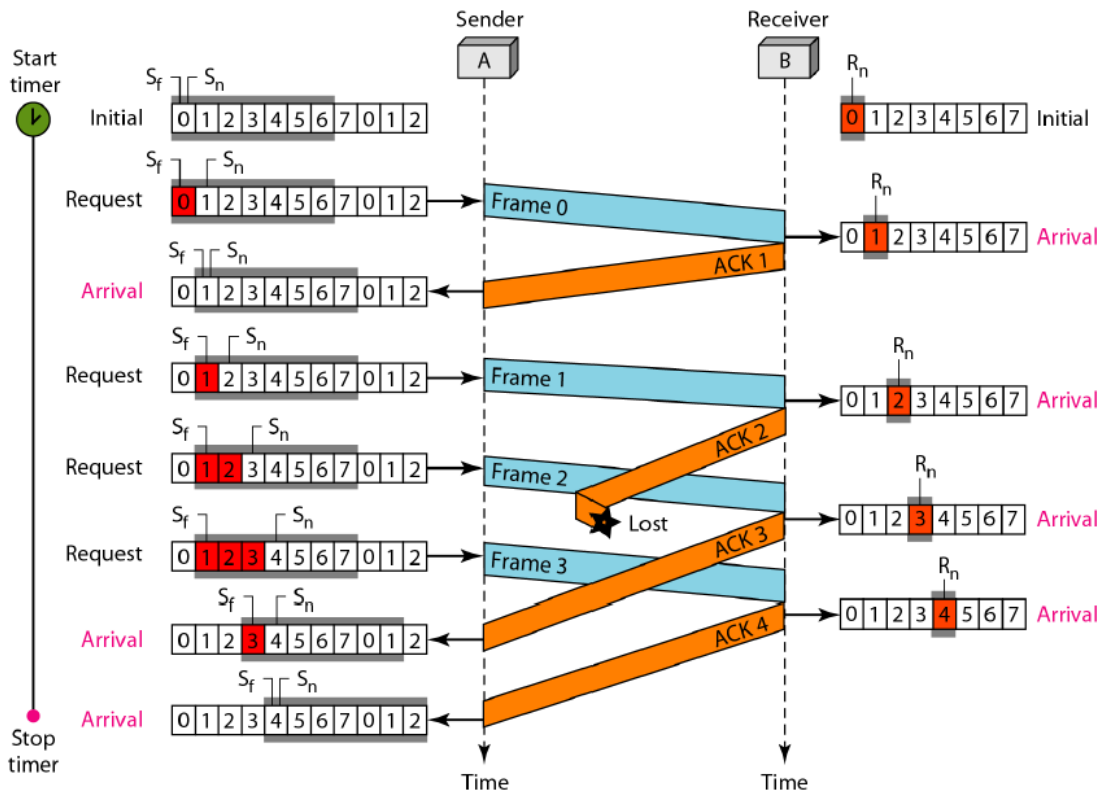 Sender
Receiver
Start
timer
A
B
Sf Sn
Rn
Initial
0 1 2 3 4 5 6 7 0 1 2
0 1 2 3 4 5 6 7
Initial
Sf Sn
Request
0 1 2 3 4 5 6 7 0 1 2
Frame 0
Rn
0 1 2 3 4 5 6 7
Arrival
Sf Sn
Arrival
0 1 2 3 4 5 6 7 0 1 2
ACK 1
Sf Sn
Request
0 1 2 3 4 5 6 7 0 1 2
Frame 1
Rn
0 1 2 3 4 5 6 7
Arrival
ACK 2
Sf Sn
Request
0 1 2 3 4 5 6 7 0 1 2
Frame 2
Lost
Rn
0 1 2 3 4 5 6 7
Arrival
ACK 3
Sf Sn
Request
0 1 2 3 4 5 6 7 0 1 2
Frame 3
Rn
0 1 2 3 4 5 6 7
Arrival
Sf Sn
Arrival
0 1 2 3 4 5 6 7 0 1 2
ACK 4
Sf Sn
Arrival
0 1 2 3 4 5 6 7 0 1 2
Stop
timer
Time
Time